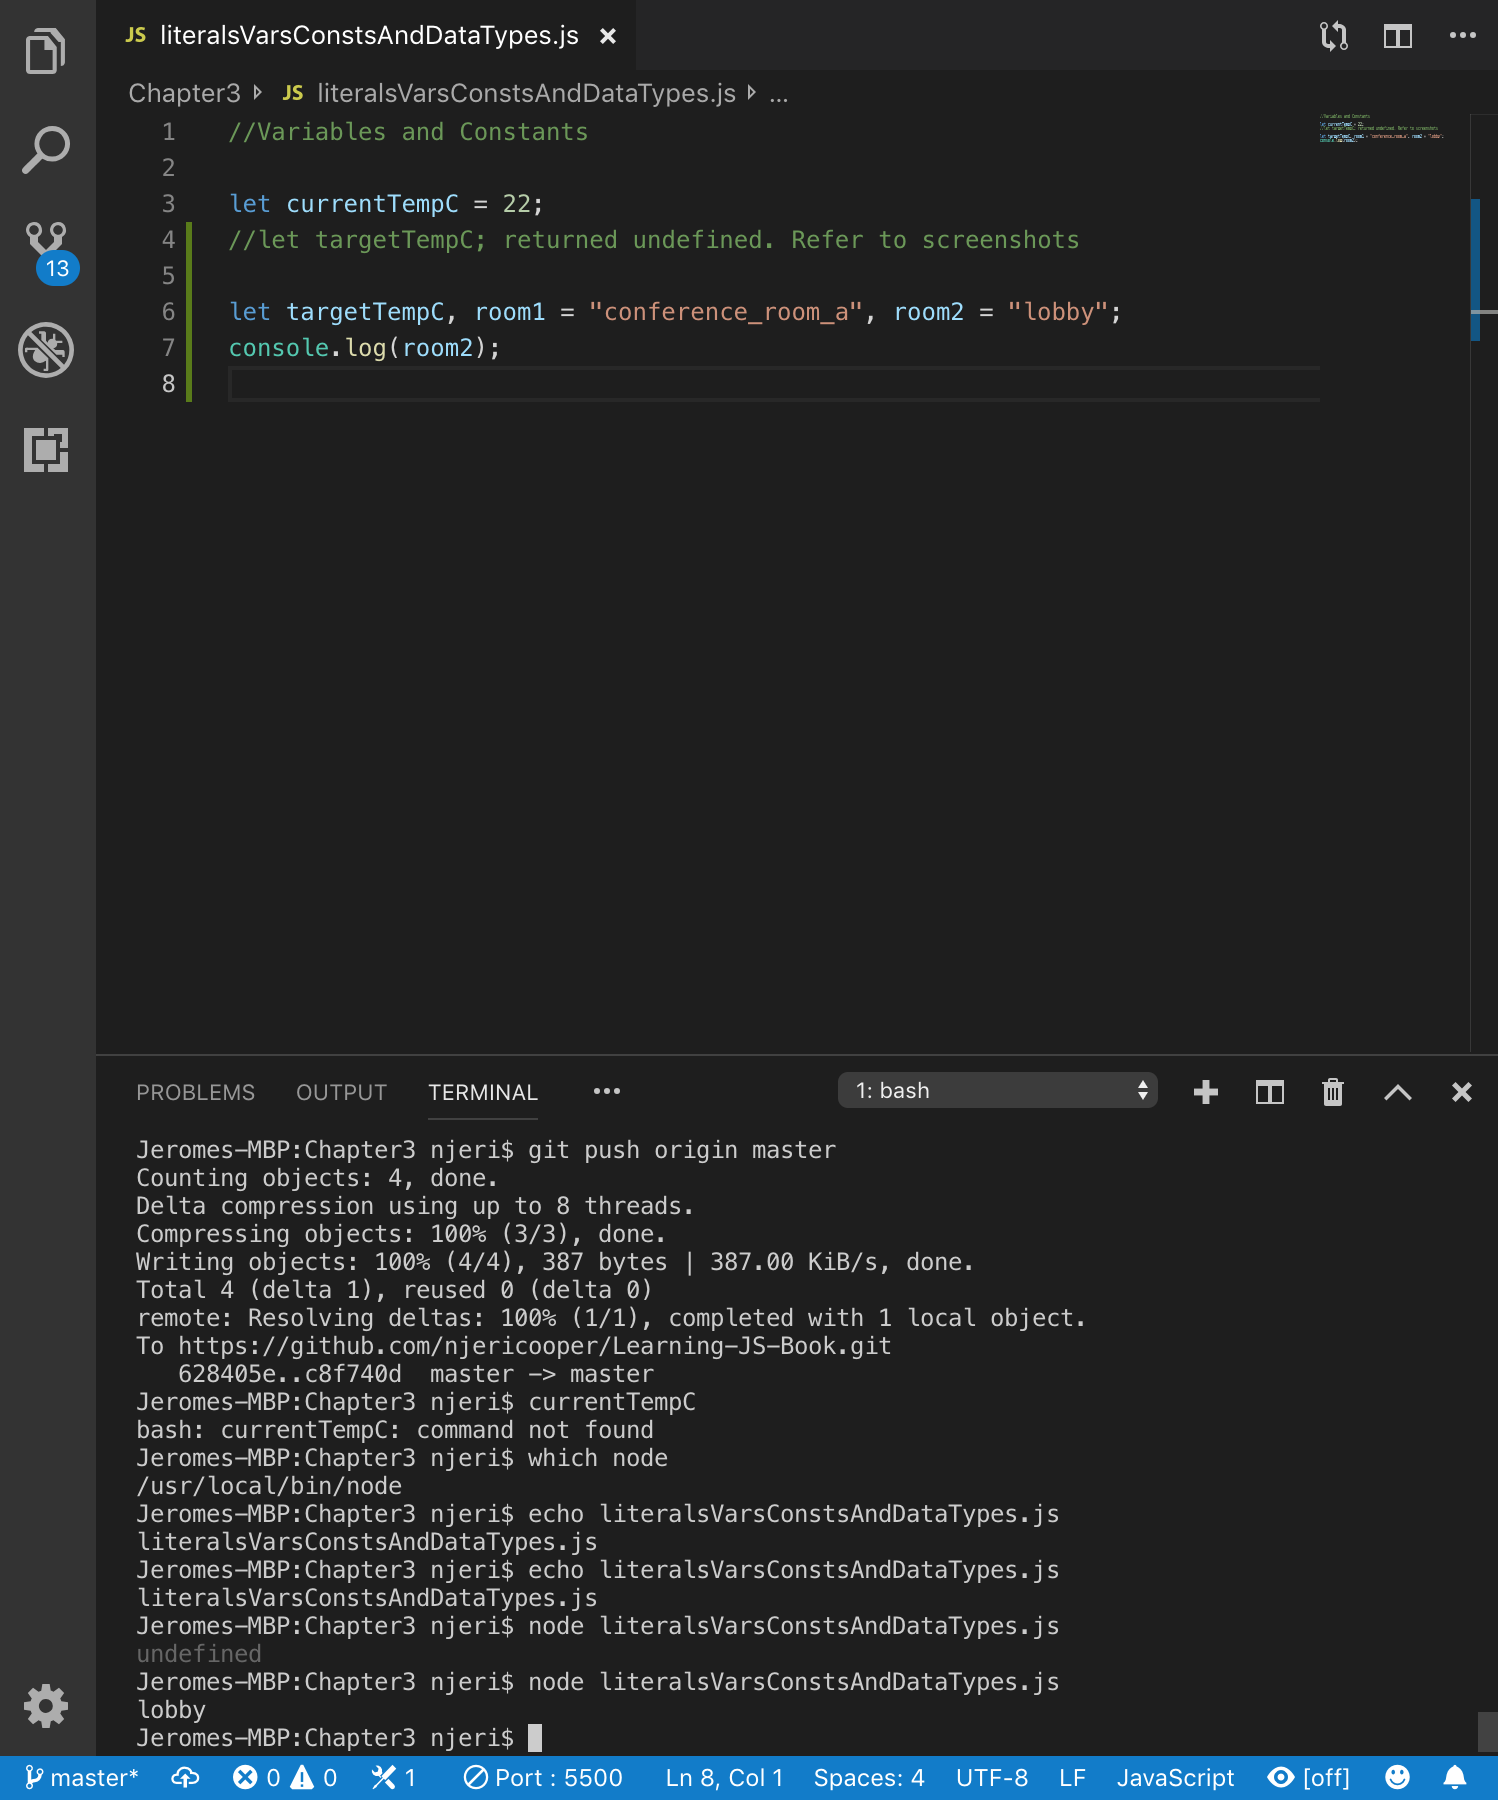 JS literalsVarsConstsAndDataTypes.js
Chapter3 JS literalsVarsConstsAndDataTypes.js ...
1 //Variables and Constants
2
3 let currentTempC = 22;
4 //let targetTempC; returned undefined. Refer to screenshots
5
6 let targetTempC, room1 = "conference_room_a", room2 = "lobby";
7 console.log(room2);
8
13
PROBLEMS OUTPUT TERMINAL ... 1: bash
Jeromes-MBP:Chapter3 njeri$ git push origin master
Counting objects: 4, done.
Delta compression using up to 8 threads.
Compressing objects: 100% (3/3), done.
Writing objects: 100% (4/4), 387 bytes | 387.00 KiB/s, done.
Total 4 (delta 1), reused 0 (delta 0)
remote: Resolving deltas: 100% (1/1), completed with 1 local object.
To https://github.com/njericooper/Learning-JS-Book.git
628405e..c8f740d  master -> master
Jeromes-MBP:Chapter3 njeri$ currentTempC
bash: currentTempC: command not found
Jeromes-MBP:Chapter3 njeri$ which node
/usr/local/bin/node
Jeromes-MBP:Chapter3 njeri$ echo literalsVarsConstsAndDataTypes.js
literalsVarsConstsAndDataTypes.js
Jeromes-MBP:Chapter3 njeri$ echo literalsVarsConstsAndDataTypes.js
literalsVarsConstsAndDataTypes.js
Jeromes-MBP:Chapter3 njeri$ node literalsVarsConstsAndDataTypes.js
undefined
Jeromes-MBP:Chapter3 njeri$ node literalsVarsConstsAndDataTypes.js
lobby
Jeromes-MBP:Chapter3 njeri$
master* 0 0 1 Port : 5500 Ln 8, Col 1 Spaces: 4 UTF-8 LF JavaScript [off]